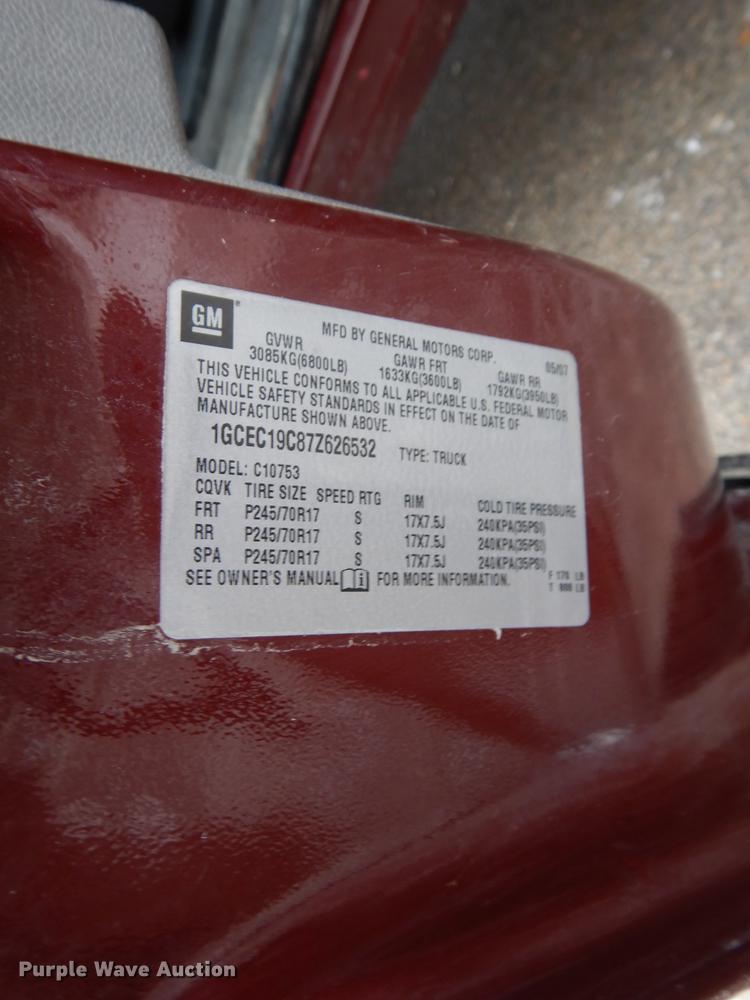 GM
MFD BY GENERAL MOTORS CORP. 05/07
GVWR GAWR FRT GAWR RR
3085KG(6800LB) 1633KG(3600LB) 1792KG(3950LB)
THIS VEHICLE CONFORMS TO ALL APPLICABLE U.S. FEDERAL MOTOR
VEHICLE SAFETY STANDARDS IN EFFECT ON THE DATE OF
MANUFACTURE SHOWN ABOVE.
1GCEC19C87Z626532 TYPE: TRUCK
MODEL: C10753
CQVK TIRE SIZE SPEED RTG RIM COLD TIRE PRESSURE
FRT P245/70R17 S 17X7.5J 240KPA(35PSI)
RR P245/70R17 S 17X7.5J 240KPA(35PSI)
SPA P245/70R17 S 17X7.5J 240KPA(35PSI)
SEE OWNER'S MANUAL i FOR MORE INFORMATION.
F LB
T LB
Purple Wave Auction